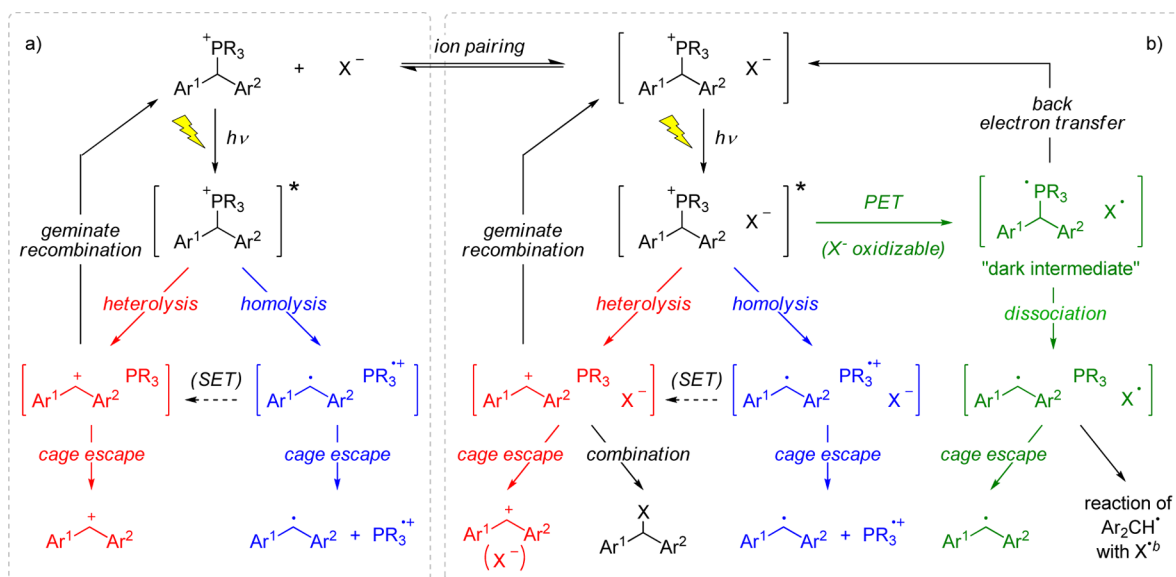 a)
⁺PR₃
Ar¹ Ar² + X⁻
ion pairing
⁺PR₃
Ar¹ Ar² X⁻
b)
hν
hν
back
electron transfer
⁺PR₃
Ar¹ Ar²
*
geminate
recombination
⁺PR₃
Ar¹ Ar² X⁻
*
geminate
recombination
PET
(X⁻ oxidizable)
•PR₃
Ar¹ Ar² X•
"dark intermediate"
heterolysis
homolysis
heterolysis
homolysis
dissociation
+ PR₃
Ar¹ Ar²
(SET)
• PR₃•⁺
Ar¹ Ar²
+ PR₃
Ar¹ Ar² X⁻
(SET)
• PR₃•⁺
Ar¹ Ar² X⁻
• PR₃
Ar¹ Ar² X•
cage escape
cage escape
cage escape
combination
cage escape
cage escape
+
Ar¹ Ar²
•
Ar¹ Ar² + PR₃•⁺
+
Ar¹ Ar²
(X⁻)
X
Ar¹ Ar²
•
Ar¹ Ar² + PR₃•⁺
•
Ar¹ Ar²
reaction of
Ar₂CH•
with X•ᵇ